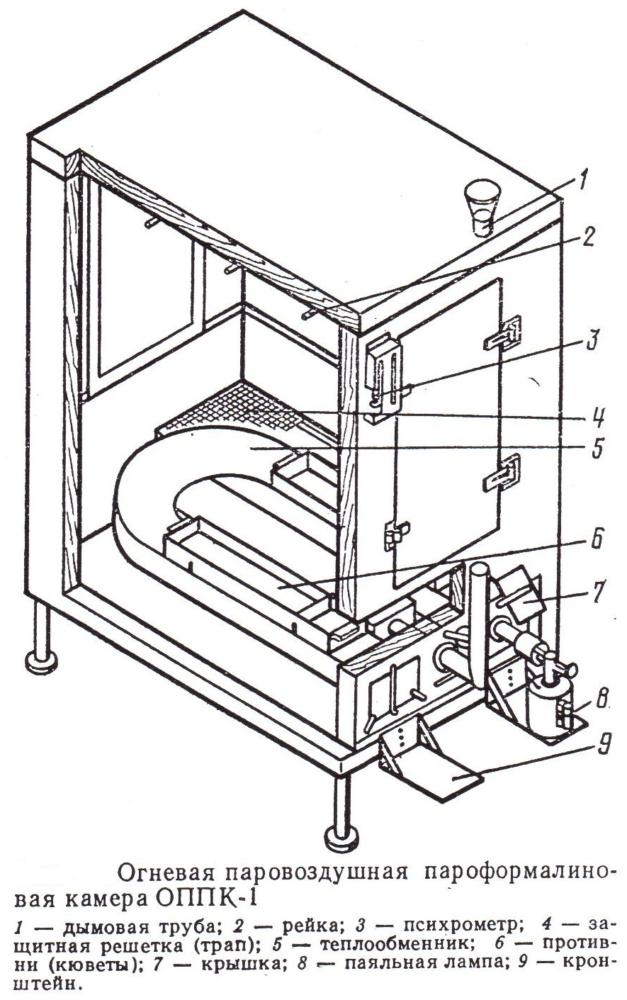 1
2
3
4
5
6
7
8
9
Огневая паровоздушная пароформалино-
вая камера ОППК-1
1 — дымовая труба; 2 — рейка; 3 — психрометр; 4 — за-
щитная решетка (трап); 5 — теплообменник; 6 — против-
ни (кюветы); 7 — крышка; 8 — паяльная лампа; 9 — крон-
штейн.